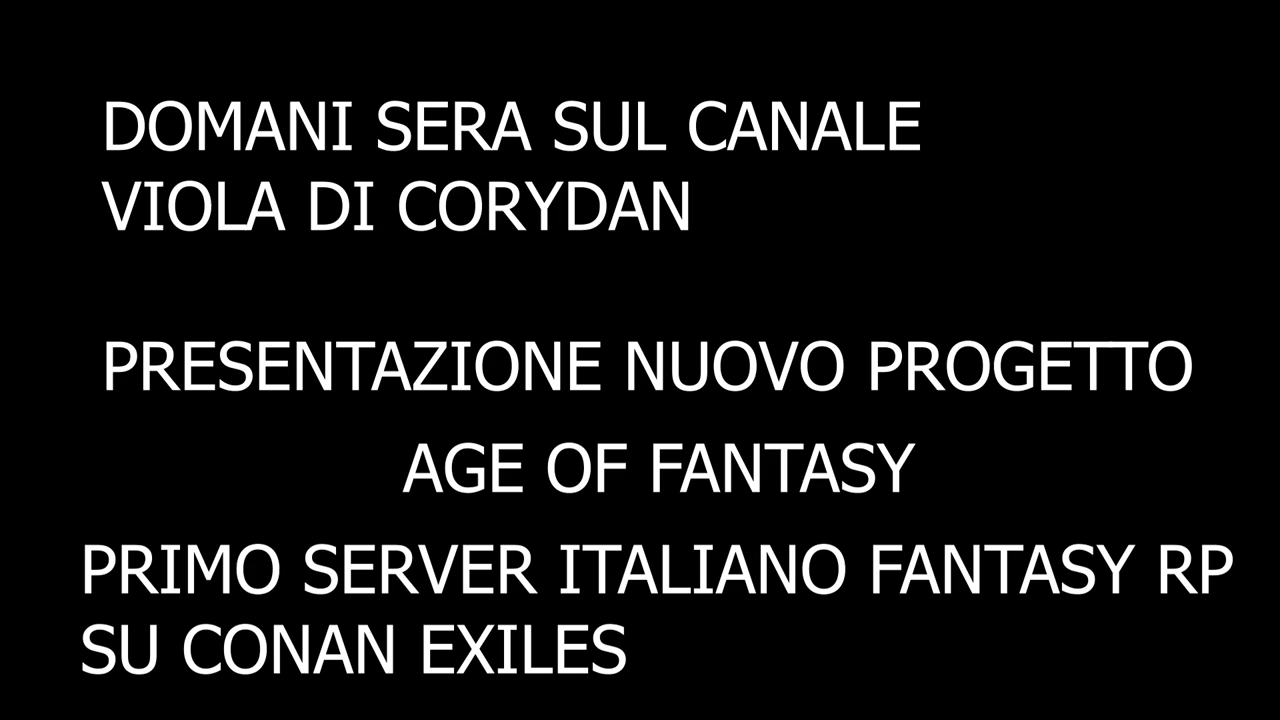 DOMANI SERA SUL CANALE
VIOLA DI CORYDAN
PRESENTAZIONE NUOVO PROGETTO
AGE OF FANTASY
PRIMO SERVER ITALIANO FANTASY RP
SU CONAN EXILES